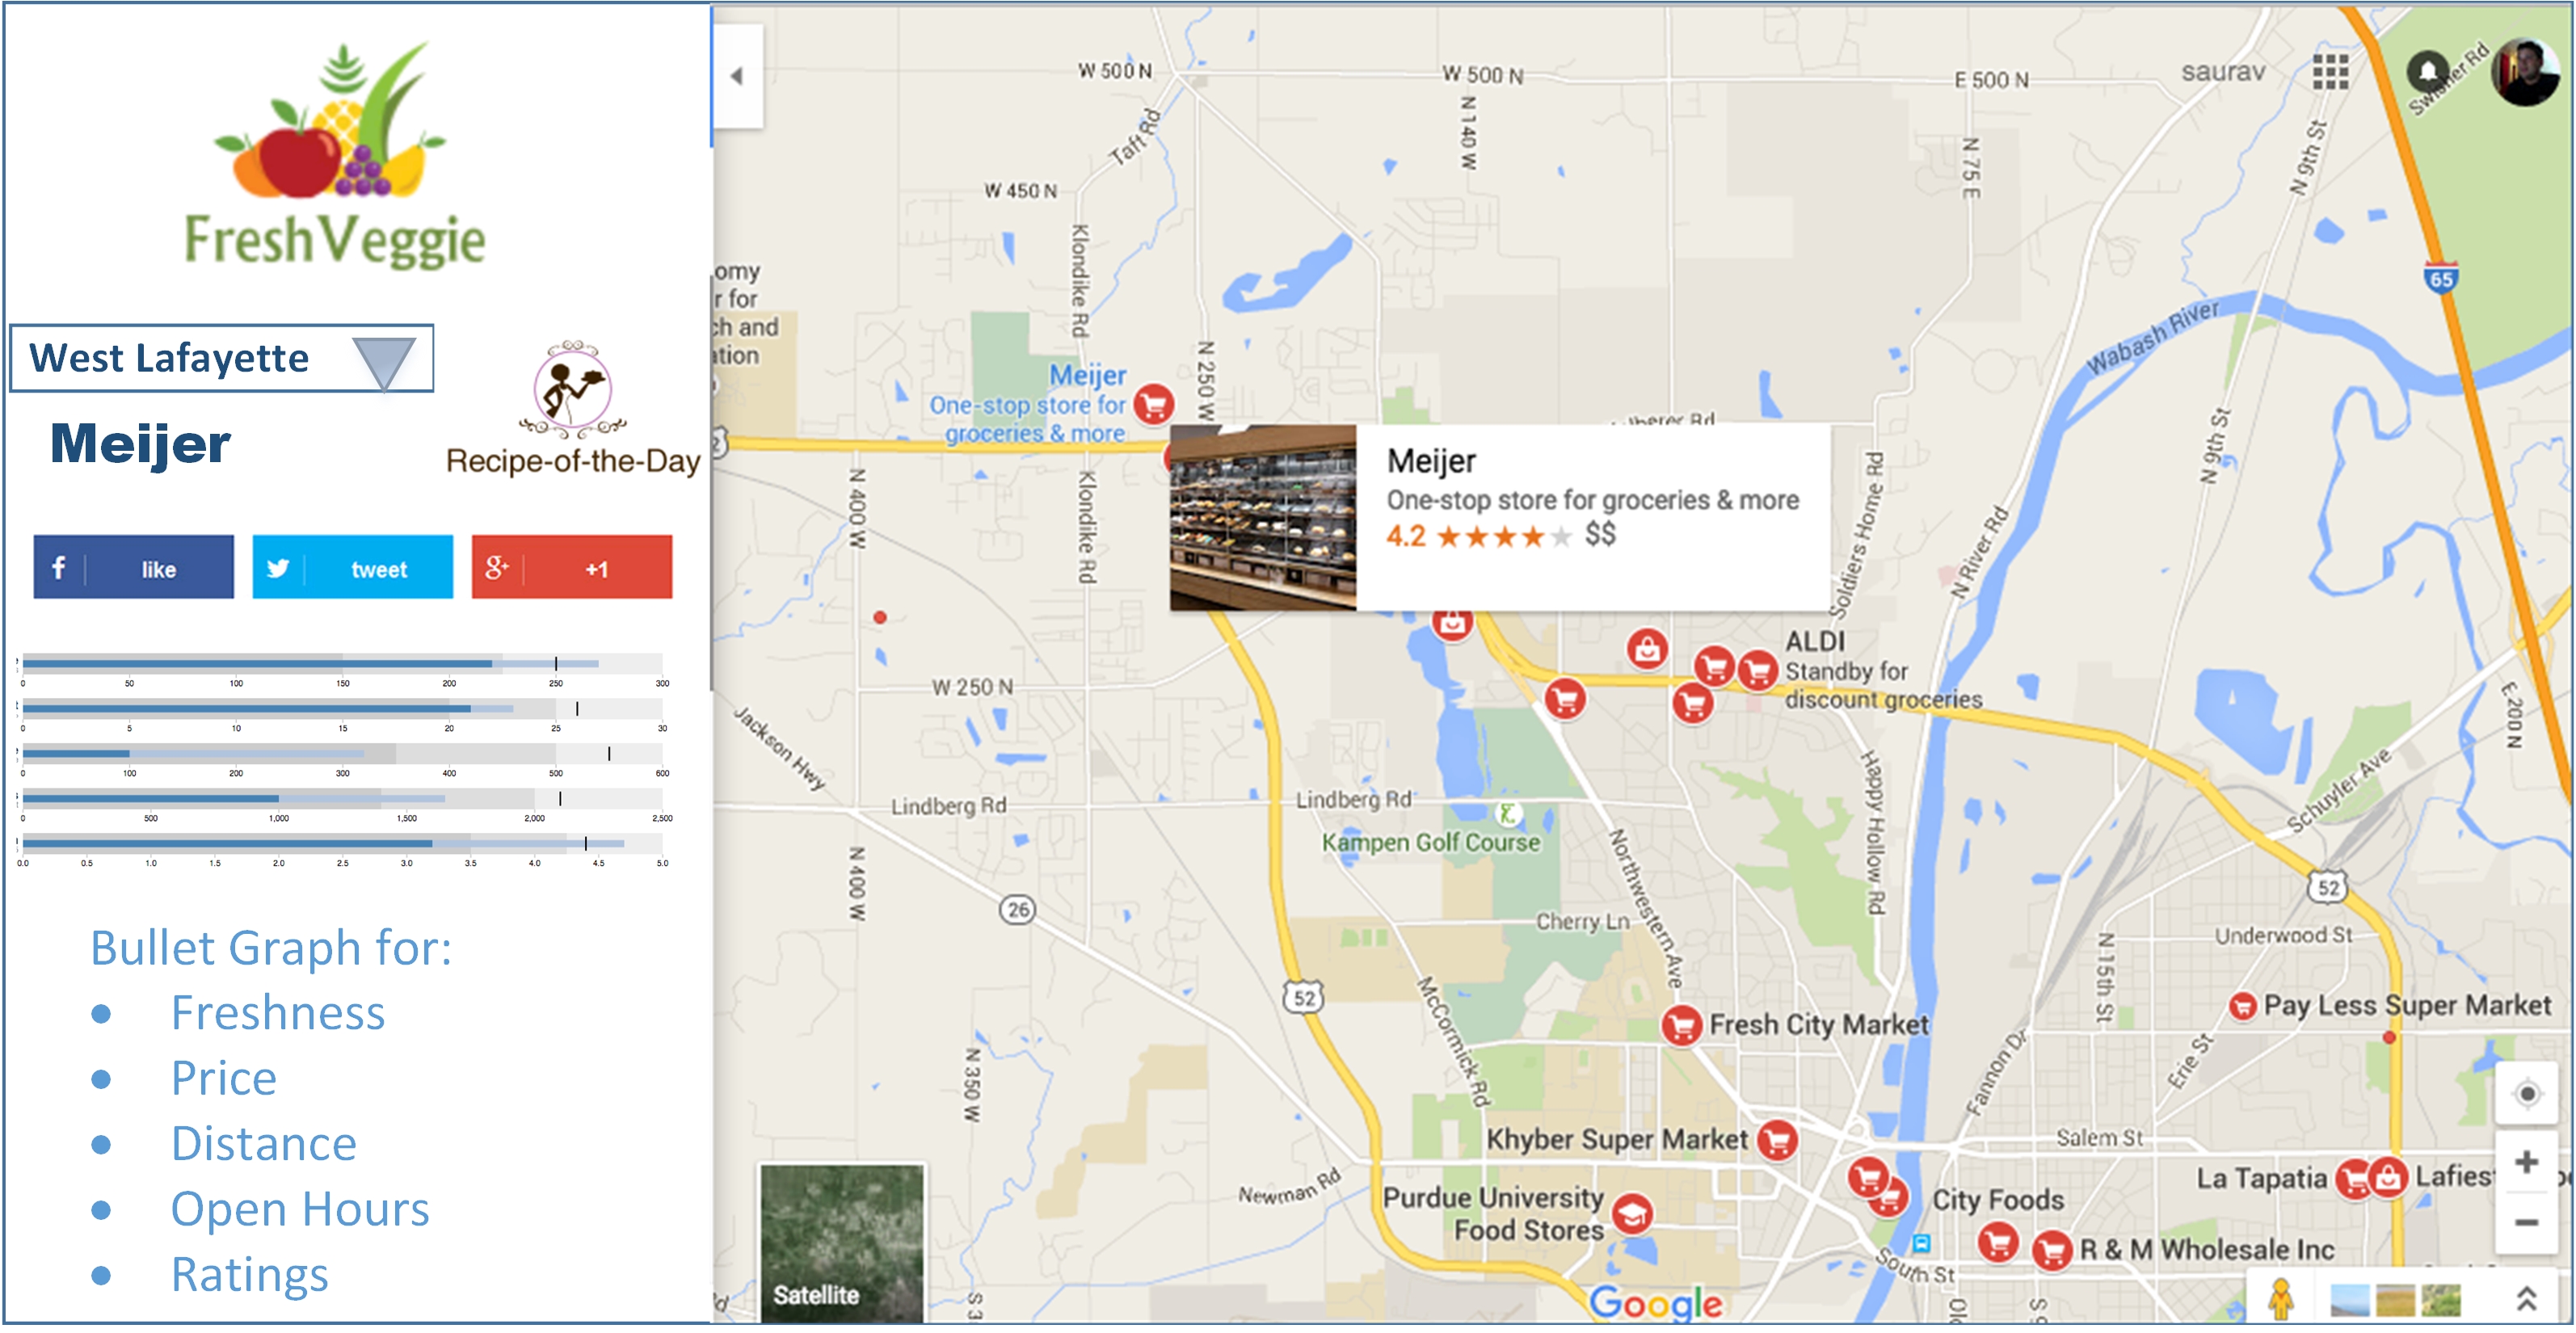 FreshVeggie
West Lafayette
Meijer
Recipe-of-the-Day
f like
tweet
g+ +1
0 50 100 150 200 250 300
0 5 10 15 20 25 30
0 100 200 300 400 500 600
0 500 1,000 1,500 2,000 2,500
0.0 0.5 1.0 1.5 2.0 2.5 3.0 3.5 4.0 4.5 5.0
Bullet Graph for:
• Freshness
• Price
• Distance
• Open Hours
• Ratings
W 500 N
W 500 N
E 500 N
saurav
Swisher Rd
Taft Rd
N 140 W
N 75 E
N 9th St
W 450 N
Klondike Rd
65
Wabash River
omy
r for
ch and
ation
N 250 W
Meijer
One-stop store for
groceries & more
Meijer
One-stop store for groceries & more
4.2 $$
N 400 W
Klondike Rd
Soldiers Home Rd
N River Rd
N 9th St
ALDI
Standby for
discount groceries
W 250 N
E 200 N
Jackson Hwy
Lindberg Rd
Lindberg Rd
Kampen Golf Course
Happy Hollow Rd
Schuyler Ave
N 400 W
26
Northwestern Ave
52
Cherry Ln
Underwood St
N 15th St
52
McCormick Rd
Fresh City Market
Pay Less Super Market
Fannon Dr
Erie St
N 350 W
Khyber Super Market
Salem St
Newman Rd
Purdue University
Food Stores
City Foods
La Tapatia
Lafiest
R & M Wholesale Inc
South St
Satellite
Google